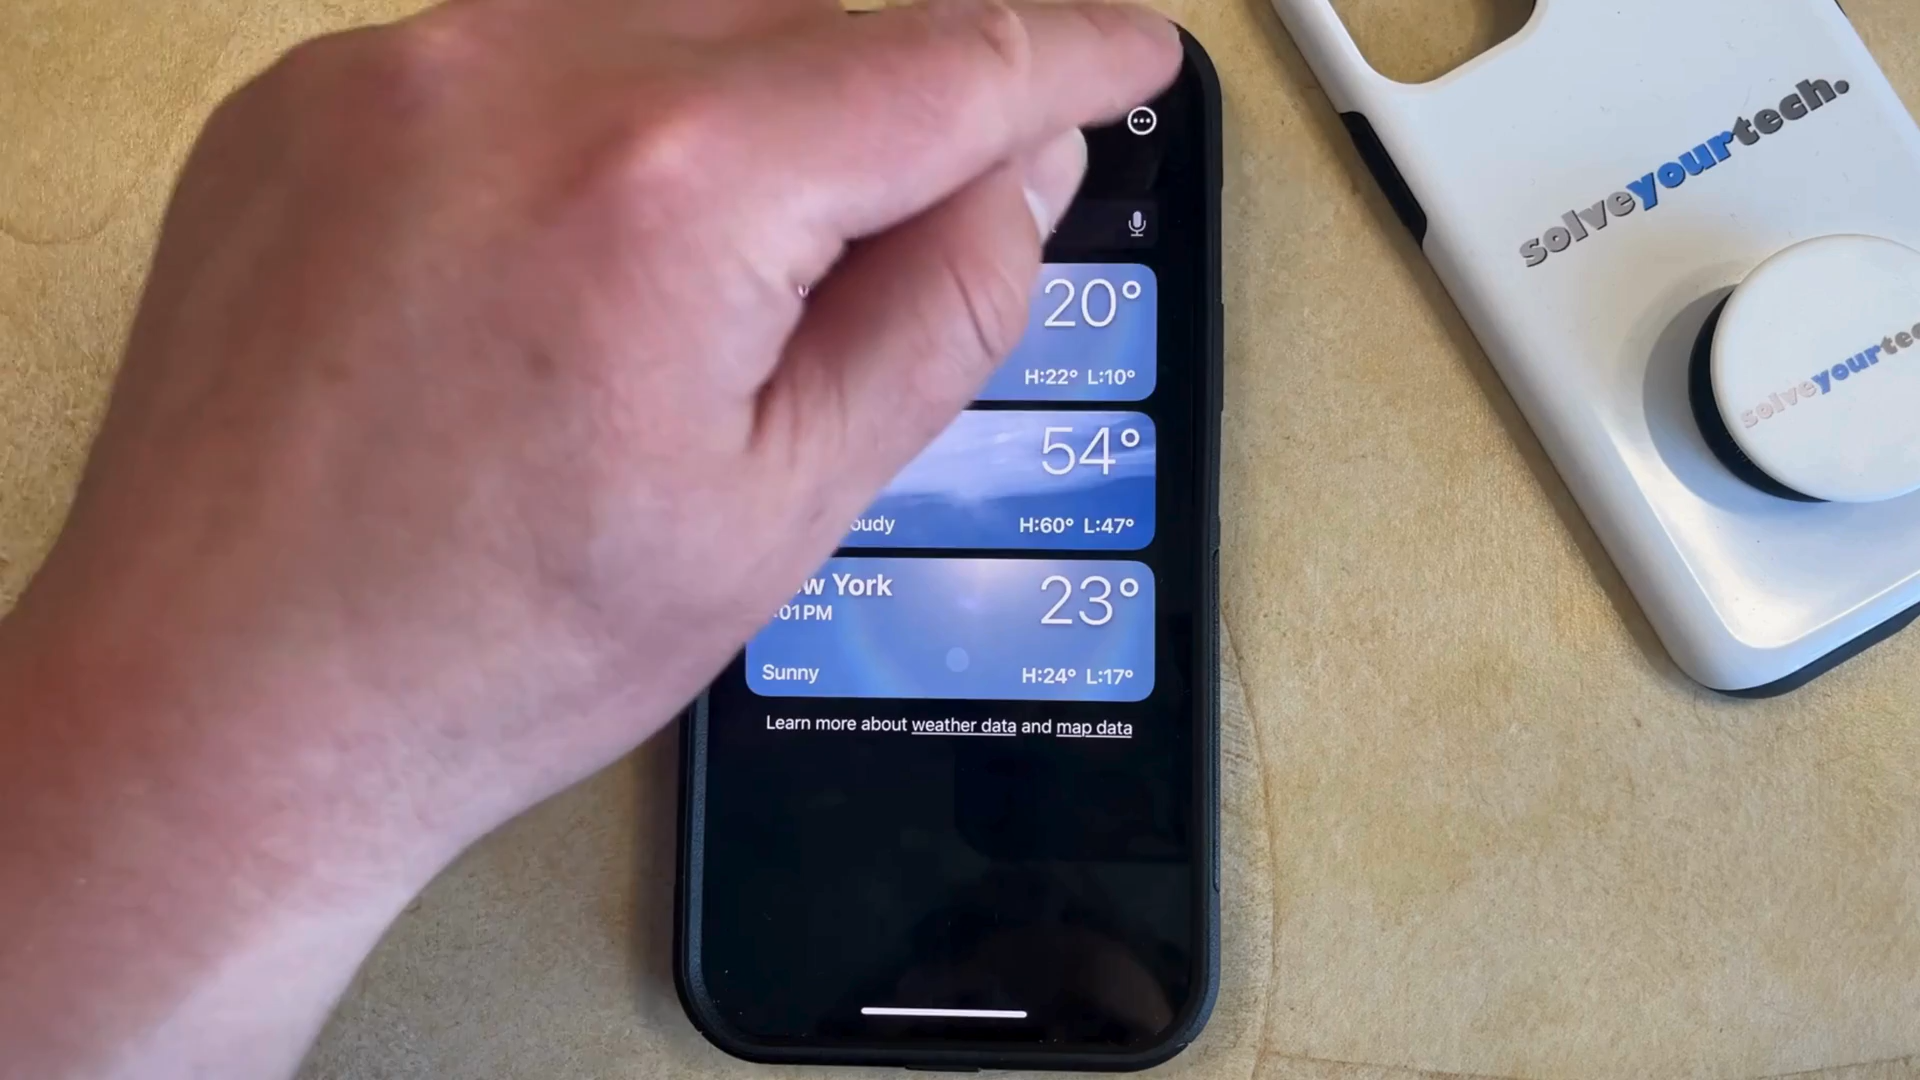 solveyourtech.
20°
H:22° L:10°
54°
H:60° L:47°
York
23°
Sunny
H:24° L:17°
Learn more about weather data and map data